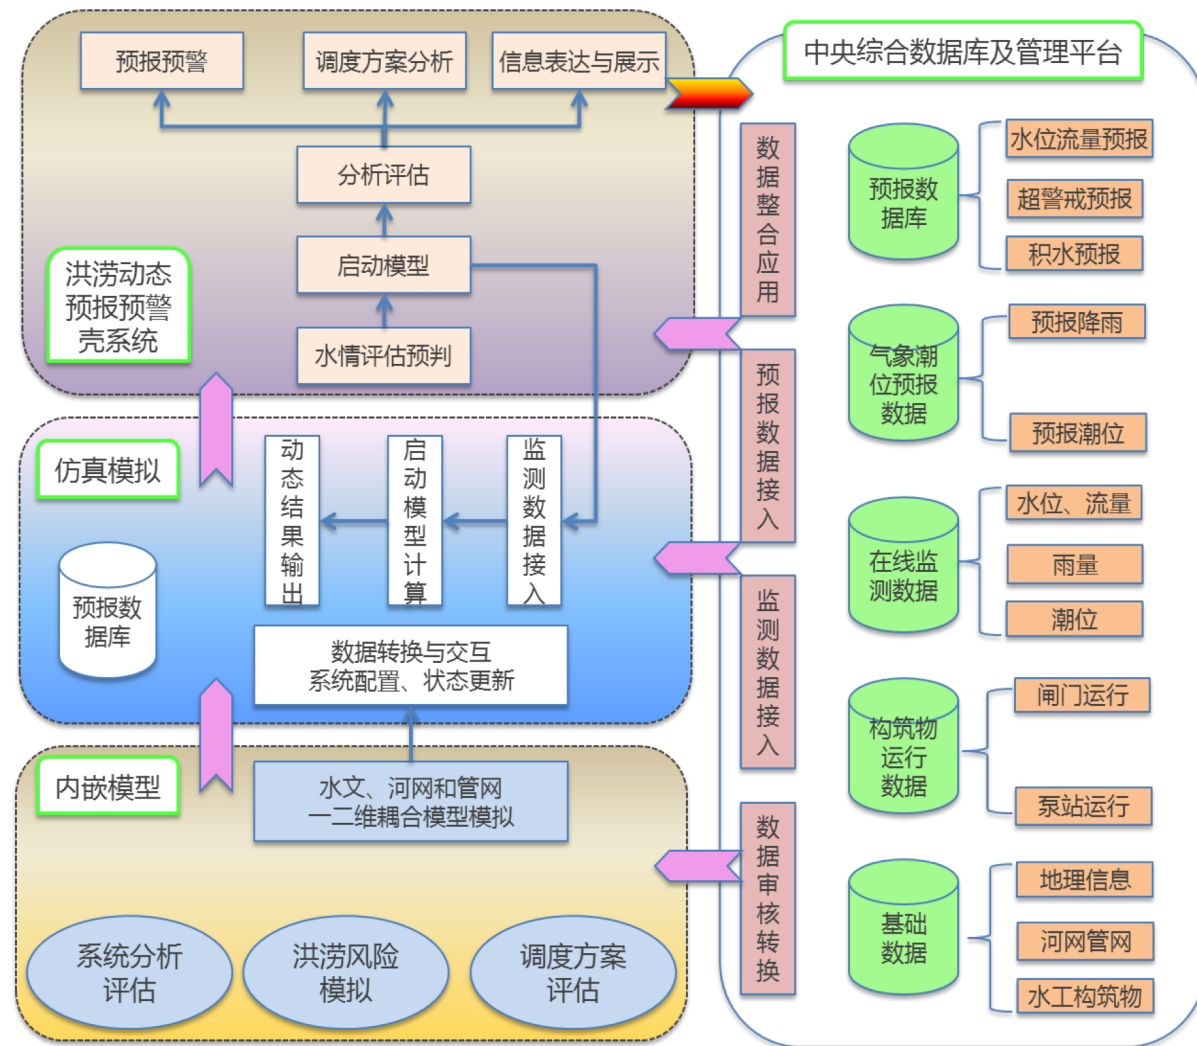 预报预警
调度方案分析
信息表达与展示
分析评估
启动模型
水情评估预判
洪涝动态
预报预警
壳系统
仿真模拟
动态结果输出
启动模型计算
监测数据接入
预报数
据库
数据转换与交互
系统配置、状态更新
内嵌模型
水文、河网和管网
一二维耦合模型模拟
系统分析
评估
洪涝风险
模拟
调度方案
评估
中央综合数据库及管理平台
数据整合应用
预报数据接入
监测数据接入
数据审核转换
预报数
据库
水位流量预报
超警戒预报
积水预报
气象潮
位预报
数据
预报降雨
预报潮位
在线监
测数据
水位、流量
雨量
潮位
构筑物
运行
数据
闸门运行
泵站运行
基础
数据
地理信息
河网管网
水工构筑物